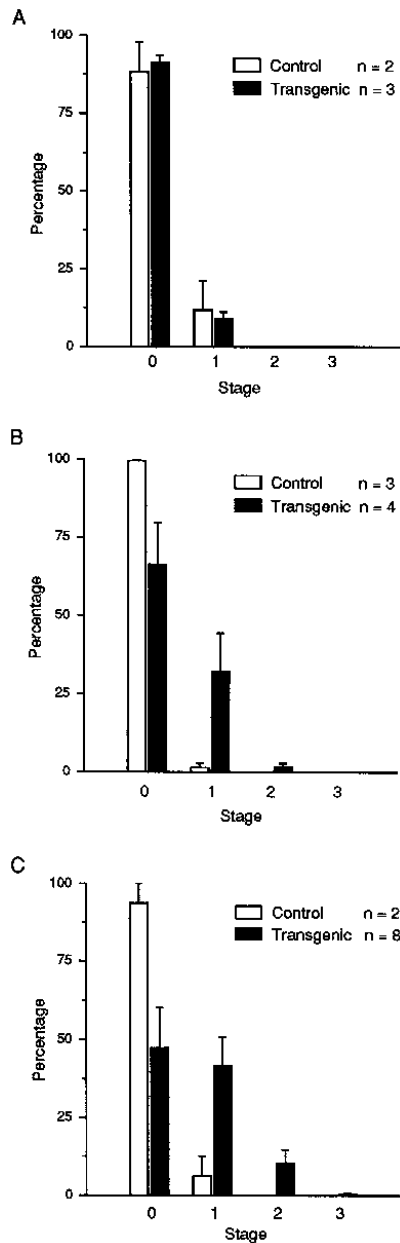 A
100
Control n = 2
Transgenic n = 3
75
50
25
0
Percentage
0 1 2 3
Stage
B
100
Control n = 3
Transgenic n = 4
75
50
25
0
Percentage
0 1 2 3
Stage
C
100
Control n = 2
Transgenic n = 8
75
50
25
0
Percentage
0 1 2 3
Stage